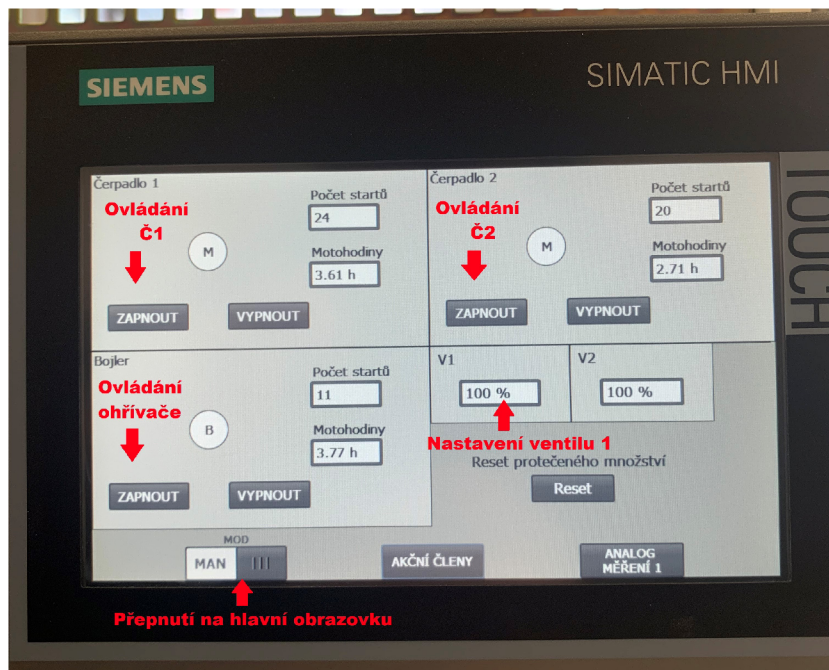 SIEMENS
SIMATIC HMI
TOUCH
Čerpadlo 1
Ovládání
Č1
M
Počet startů
24
Motohodiny
3.61 h
ZAPNOUT
VYPNOUT
Čerpadlo 2
Ovládání
Č2
M
Počet startů
20
Motohodiny
2.71 h
ZAPNOUT
VYPNOUT
Bojler
Ovládání
ohřívače
B
Počet startů
11
Motohodiny
3.77 h
ZAPNOUT
VYPNOUT
V1
100 %
V2
100 %
Nastavení ventilu 1
Reset protečeného množství
Reset
MOD
MAN
AKČNÍ ČLENY
ANALOG
MĚŘENÍ 1
Přepnutí na hlavní obrazovku